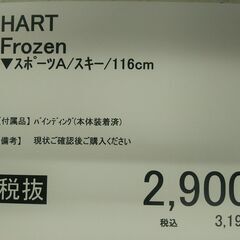 HART
Frozen
▼スポーツA/スキー/116cm
【付属品】 バインディング(本体装着済)
【備考】 現状ご確認後ご購入ください
税抜 2,900
税込 3,19